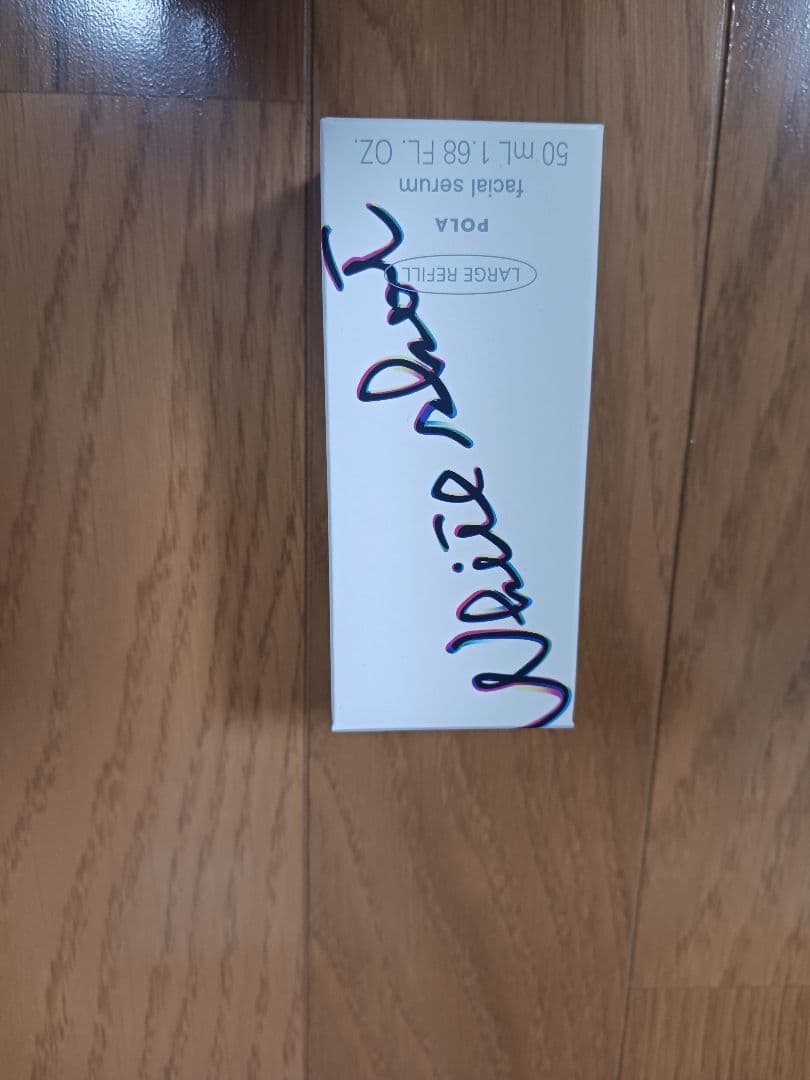 White shot
LARGE REFILL
POLA
facial serum
50 mL 1.68 FL. OZ.